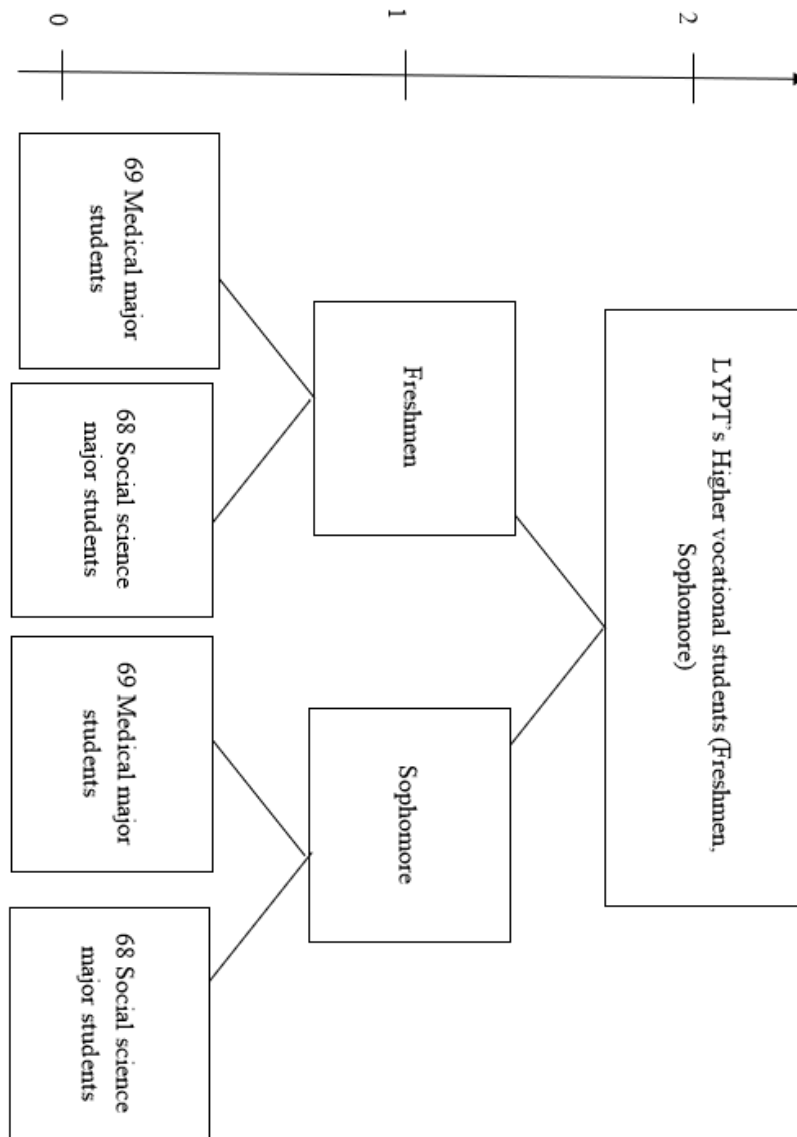 2
1
0
LYPT's Higher vocational students (Freshmen,
Sophomore)
Freshmen
Sophomore
69 Medical major
students
68 Social science
major students
69 Medical major
students
68 Social science
major students